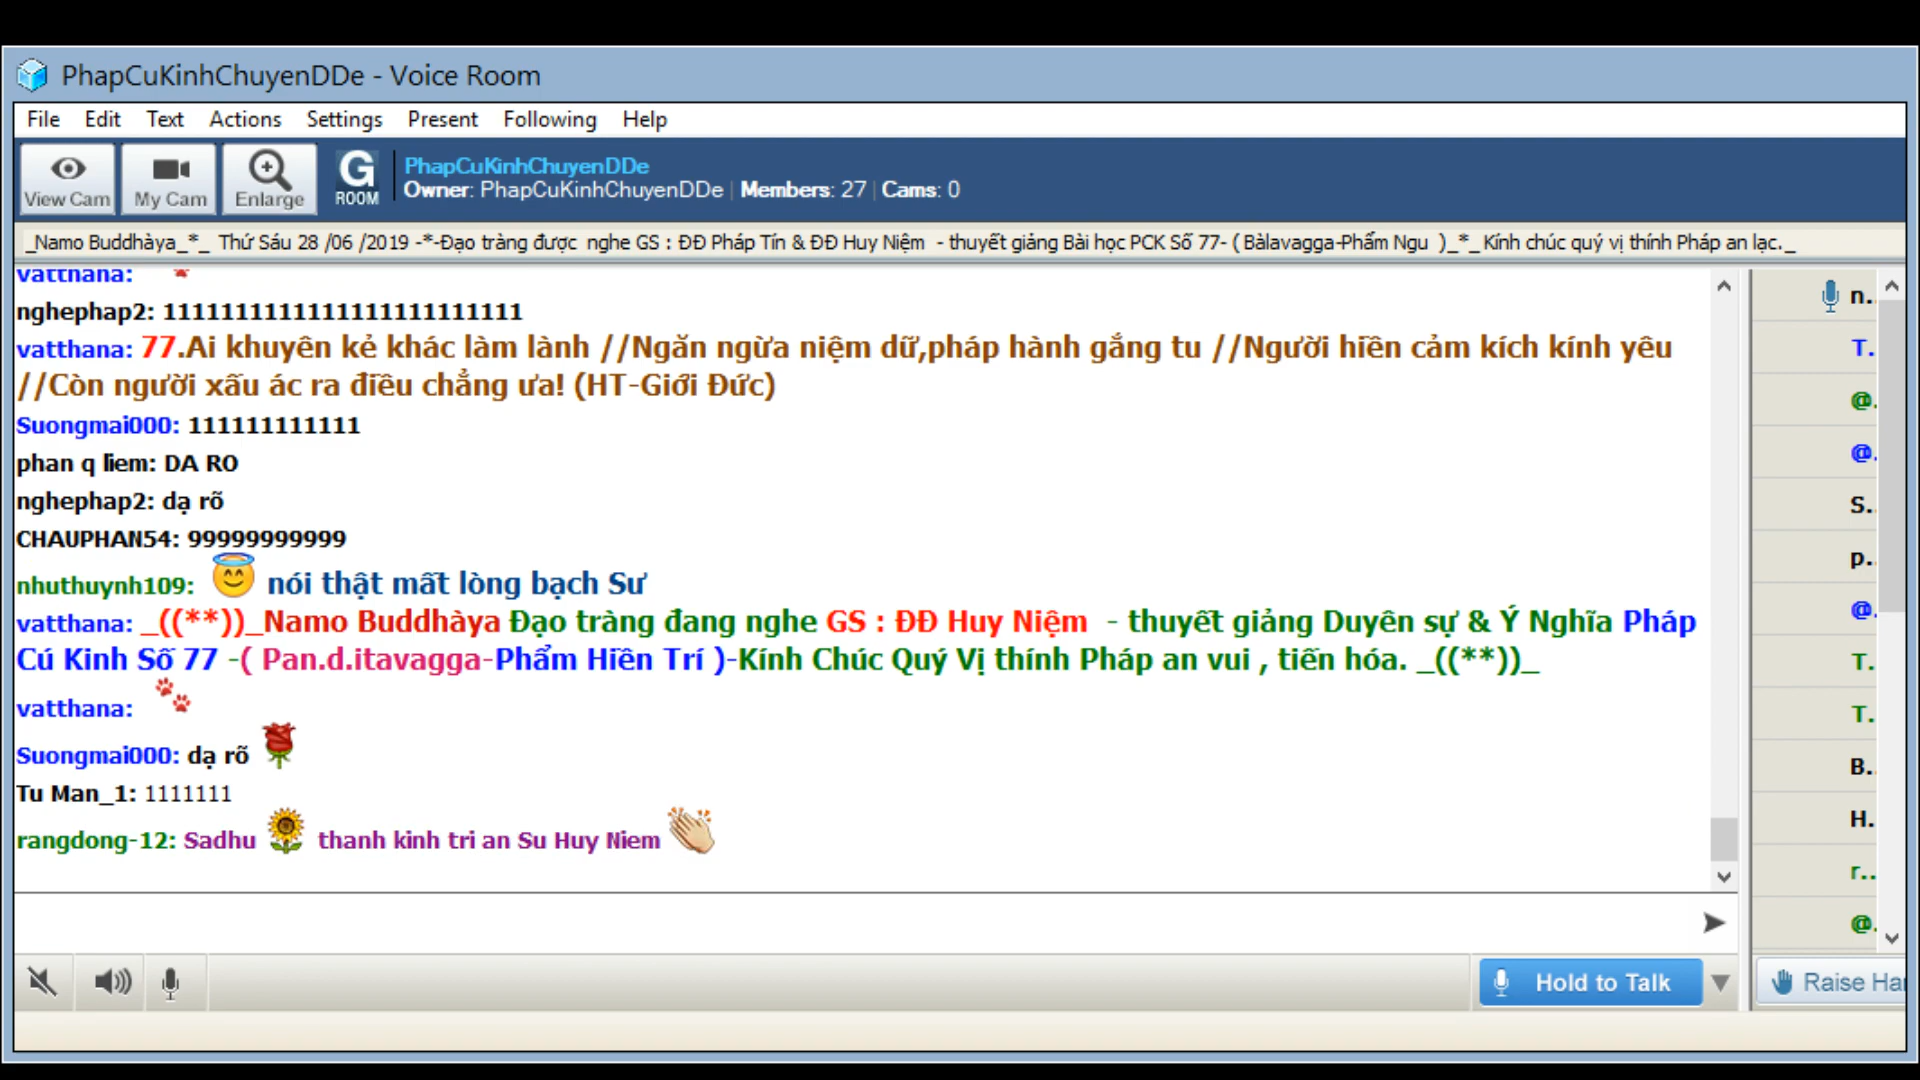 PhapCuKinhChuyenDDe - Voice Room
File Edit Text Actions Settings Present Following Help
View Cam My Cam Enlarge G ROOM
PhapCuKinhChuyenDDe
Owner: PhapCuKinhChuyenDDe | Members: 27 | Cams: 0
_Namo Buddhàya_*_ Thứ Sáu 28 /06 /2019 -*-Đạo tràng được nghe GS : ĐĐ Pháp Tín & ĐĐ Huy Niệm - thuyết giảng Bài học PCK Số 77- ( Bàlavagga-Phẩm Ngu )_*_ Kính chúc quý vị thính Pháp an lạc._
vatthana:
nghephap2: 1111111111111111111111111
vatthana: 77.Ai khuyên kẻ khác làm lành //Ngăn ngừa niệm dữ,pháp hành gắng tu //Người hiền cảm kích kính yêu
//Còn người xấu ác ra điều chẳng ưa! (HT-Giới Đức)
Suongmai000: 111111111111
phan q liem: DA RO
nghephap2: dạ rõ
CHAUPHAN54: 99999999999
nhuthuynh109: nói thật mất lòng bạch Sư
vatthana: _((**))_Namo Buddhàya Đạo tràng đang nghe GS : ĐĐ Huy Niệm - thuyết giảng Duyên sự & Ý Nghĩa Pháp
Cú Kinh Số 77 -( Pan.d.itavagga-Phẩm Hiền Trí )-Kính Chúc Quý Vị thính Pháp an vui , tiến hóa. _((**))_
vatthana:
Suongmai000: dạ rõ
Tu Man_1: 1111111
rangdong-12: Sadhu thanh kinh tri an Su Huy Niem
n..
T.
@.
@.
S..
p..
@.
T.
T.
B..
H.
r...
@.
Hold to Talk
Raise Ha